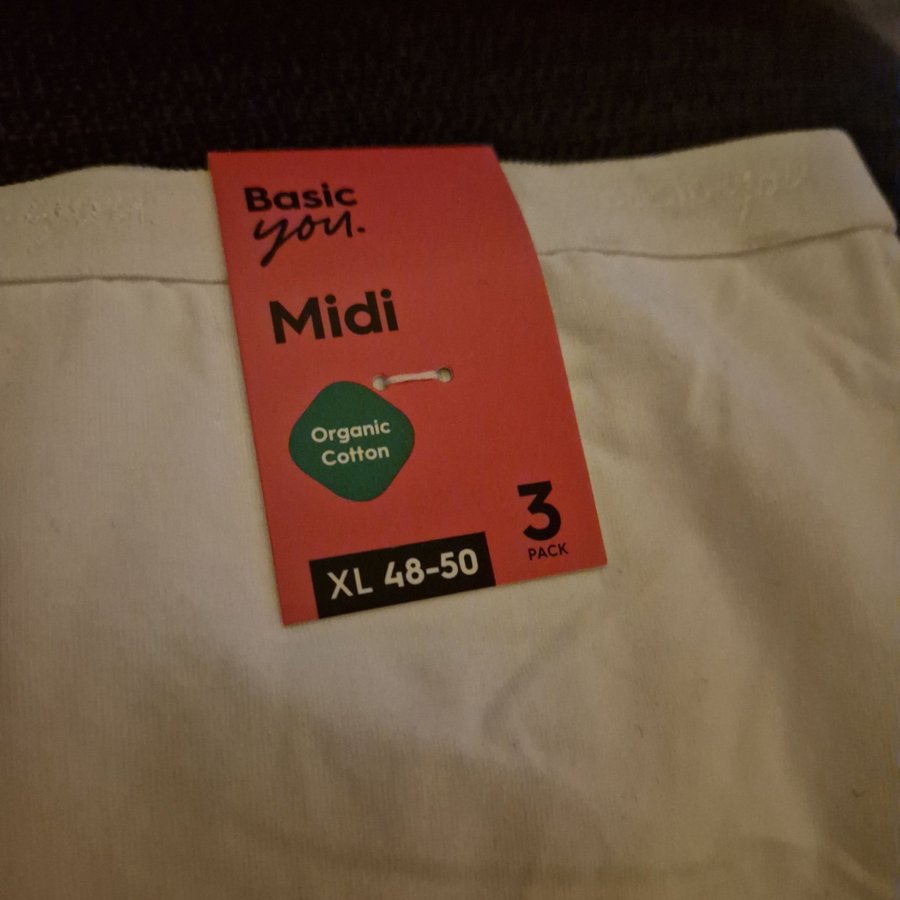 Basic
you.
Midi
Organic
Cotton
3
PACK
XL 48-50